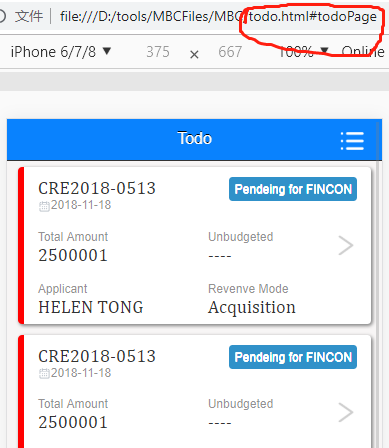 文件 file:///D:/tools/MBCFiles/MBC/todo.html#todoPage
iPhone 6/7/8 ▼ 375 × 667 100% ▼ Online
Todo
CRE2018-0513 Pendeing for FINCON
2018-11-18
Total Amount Unbudgeted
2500001 ----
Applicant Revenve Mode
HELEN TONG Acquisition
CRE2018-0513 Pendeing for FINCON
2018-11-18
Total Amount Unbudgeted
2500001 ----